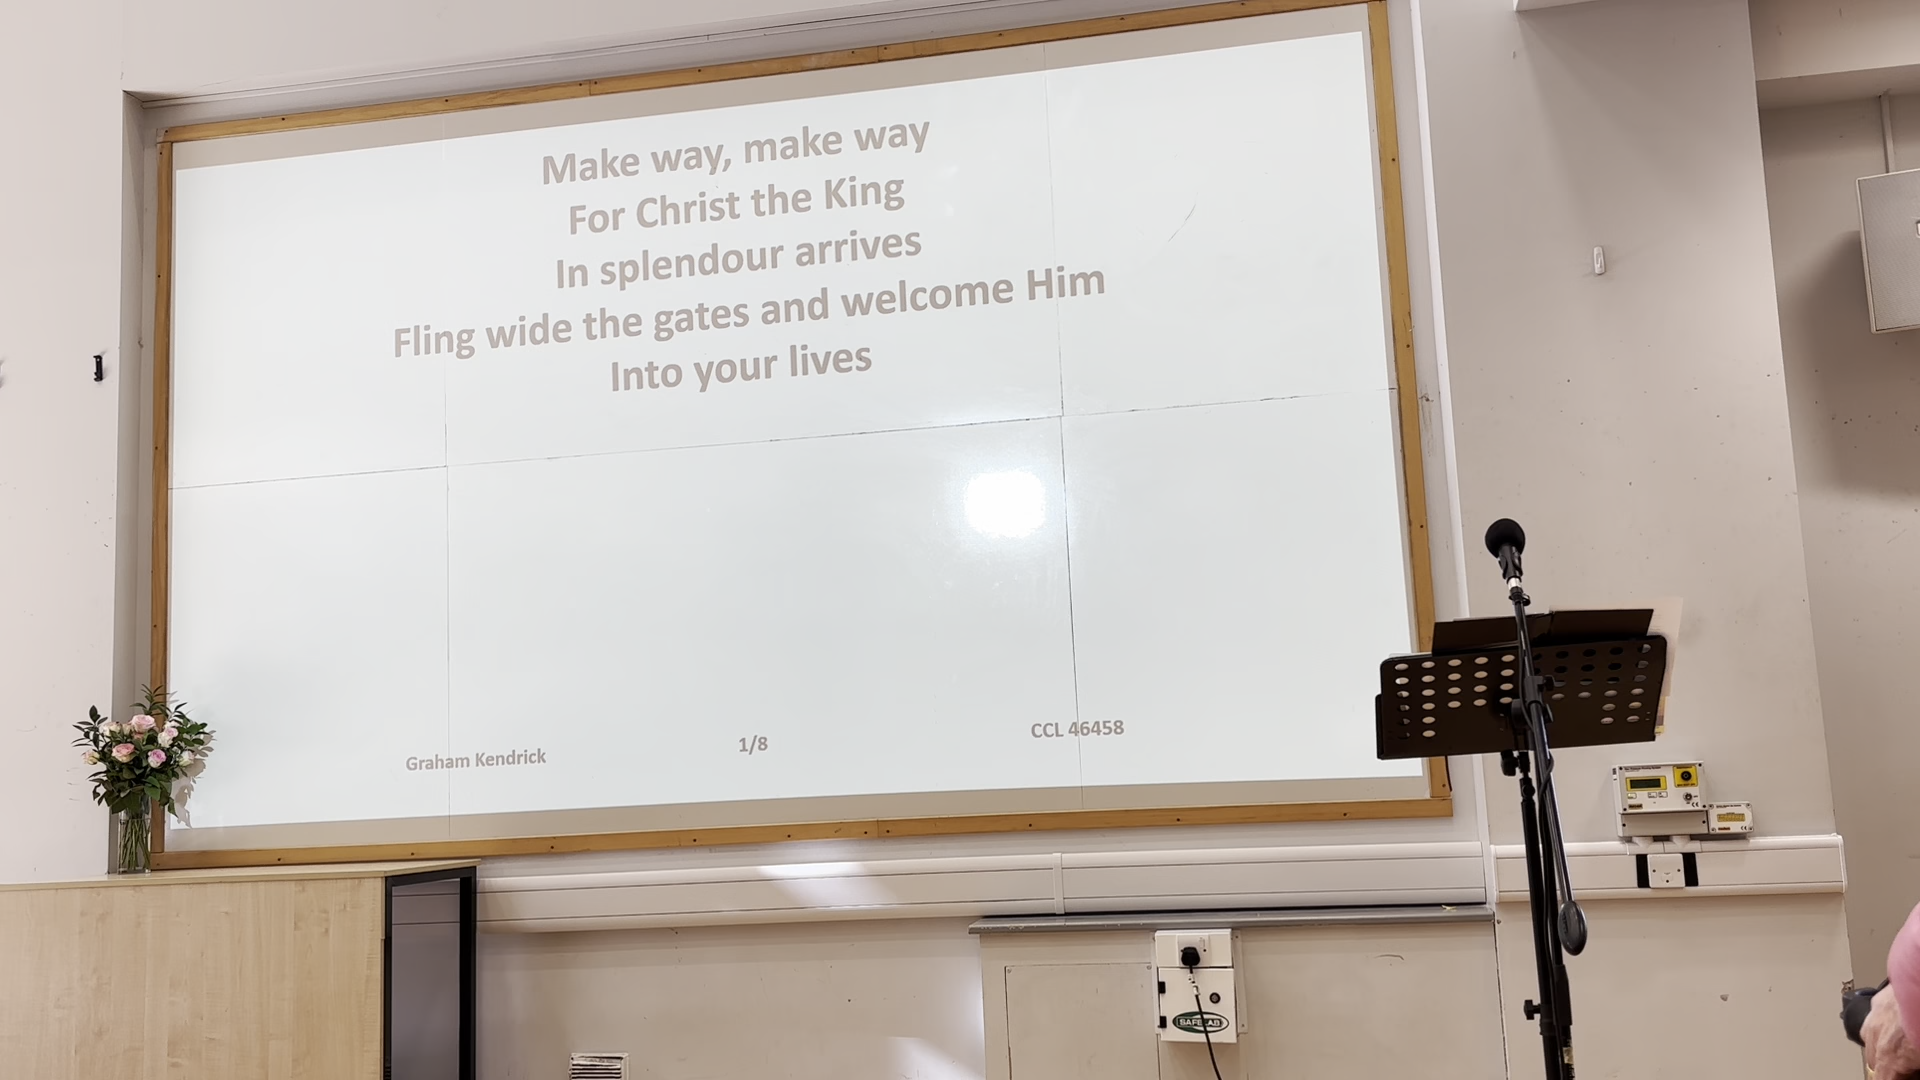 Make way, make way
For Christ the King
In splendour arrives
Fling wide the gates and welcome Him
Into your lives
Graham Kendrick
1/8
CCL 46458
SAFELAB